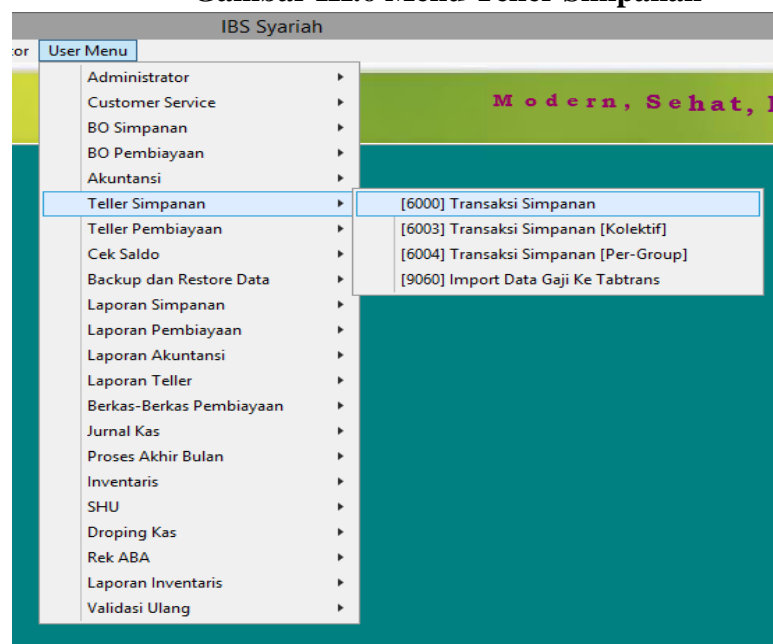 IBS Syariah
User Menu
Administrator
Customer Service
BO Simpanan
BO Pembiayaan
Akuntansi
Teller Simpanan
Teller Pembiayaan
Cek Saldo
Backup dan Restore Data
Laporan Simpanan
Laporan Pembiayaan
Laporan Akuntansi
Laporan Teller
Berkas-Berkas Pembiayaan
Jurnal Kas
Proses Akhir Bulan
Inventaris
SHU
Droping Kas
Rek ABA
Laporan Inventaris
Validasi Ulang
[6000] Transaksi Simpanan
[6003] Transaksi Simpanan [Kolektif]
[6004] Transaksi Simpanan [Per-Group]
[9060] Import Data Gaji Ke Tabtrans
Modern, Sehat,